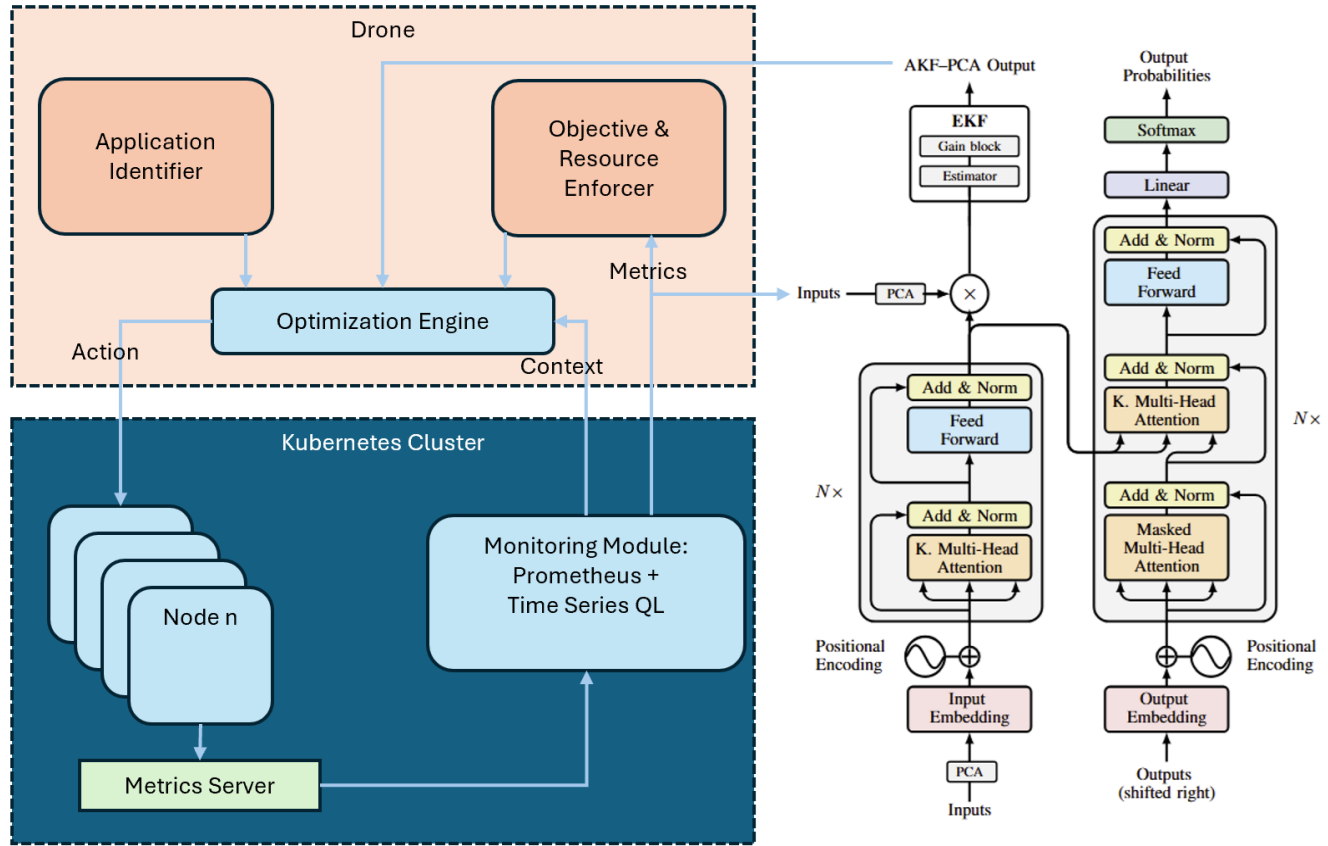 Drone
Application
Identifier
Objective &
Resource
Enforcer
Metrics
Optimization Engine
Action
Context
Kubernetes Cluster
Node n
Monitoring Module:
Prometheus +
Time Series QL
Metrics Server
AKF–PCA Output
EKF
Gain block
Estimator
Inputs
PCA
×
Add & Norm
Feed
Forward
N×
Add & Norm
K. Multi-Head
Attention
Positional
Encoding
Input
Embedding
PCA
Inputs
Output
Probabilities
Softmax
Linear
Add & Norm
Feed
Forward
Add & Norm
K. Multi-Head
Attention
N×
Add & Norm
Masked
Multi-Head
Attention
Positional
Encoding
Output
Embedding
Outputs
(shifted right)